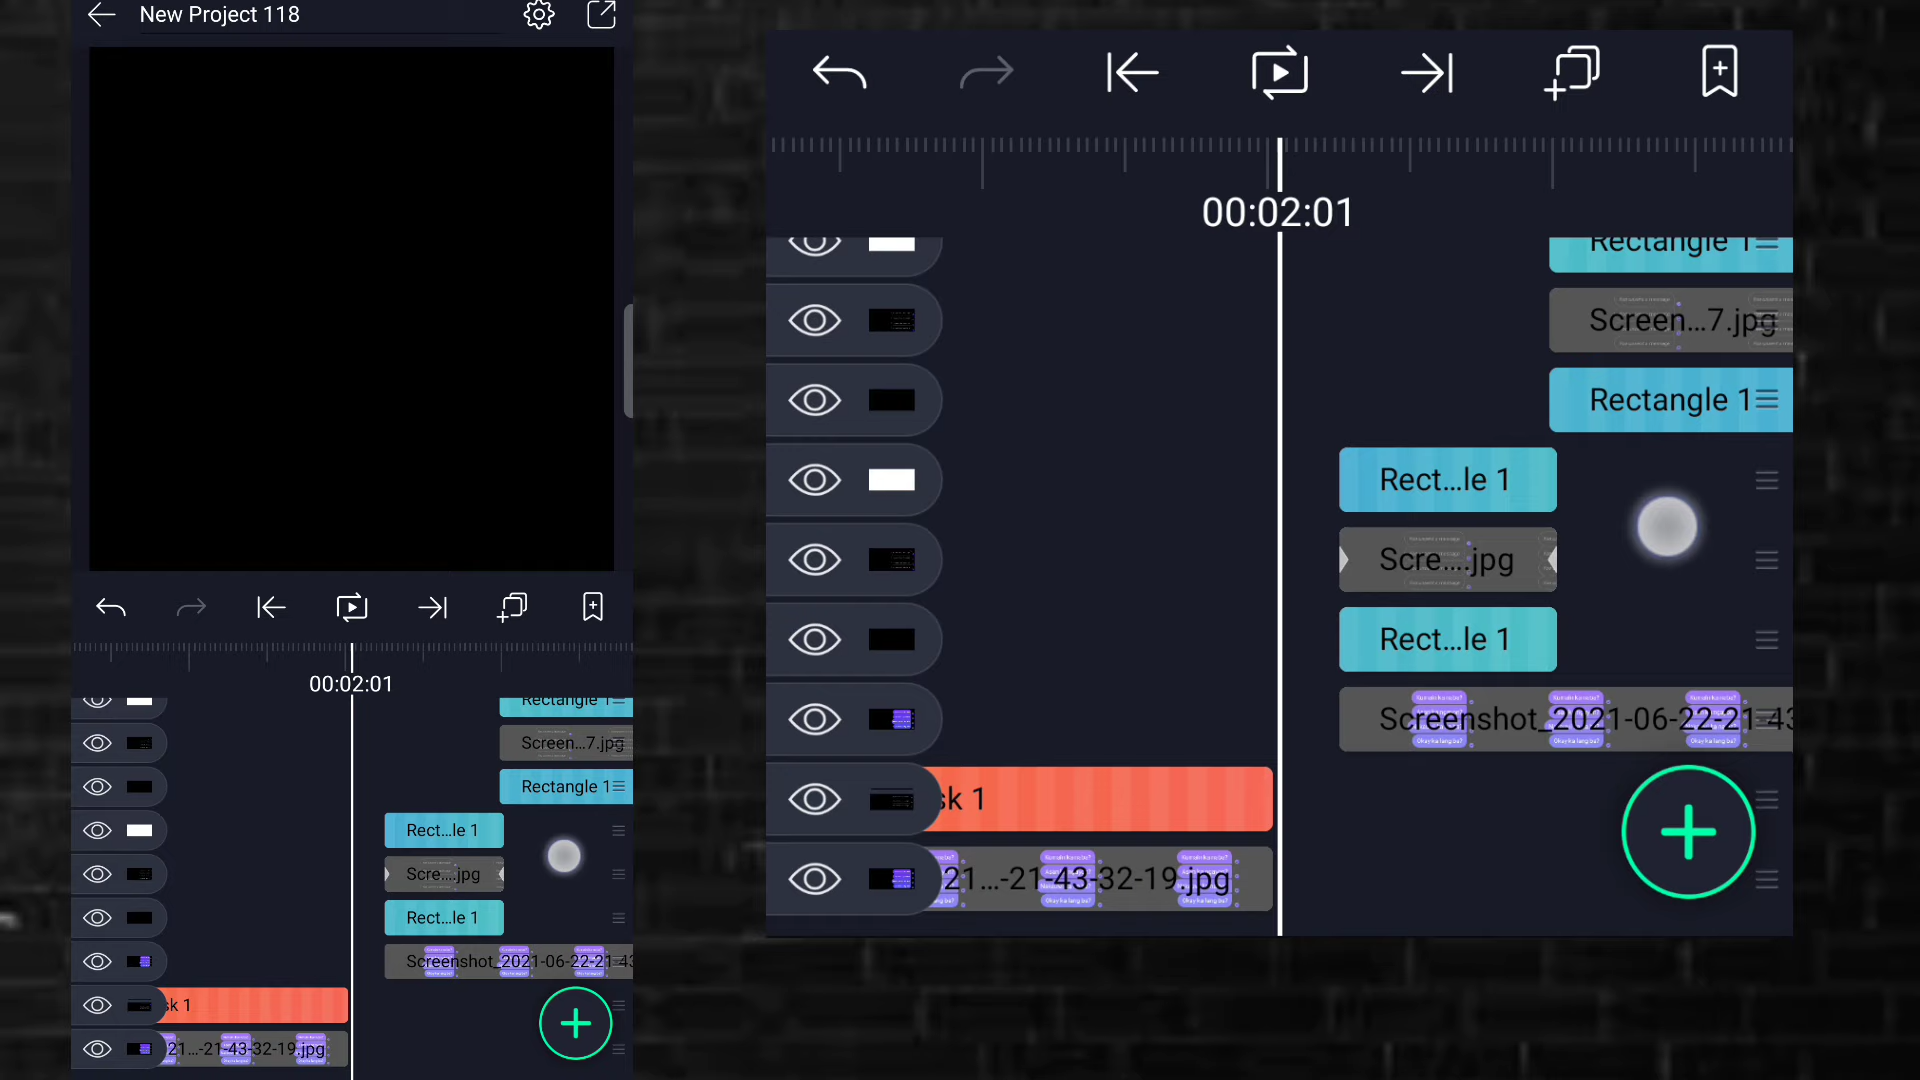 New Project 118
00:02:01
Rectangle 1
Screen...7.jpg
Rectangle 1
Rect...le 1
Scre....jpg
Rect...le 1
Screenshot_2021-06-22-21-43
sk 1
21...-21-43-32-19.jpg
00:02:01
Rectangle 1
Screen...7.jpg
Rectangle 1
Rect...le 1
Scre....jpg
Rect...le 1
Screenshot_2021-06-22-21-43
sk 1
21...-21-43-32-19.jpg